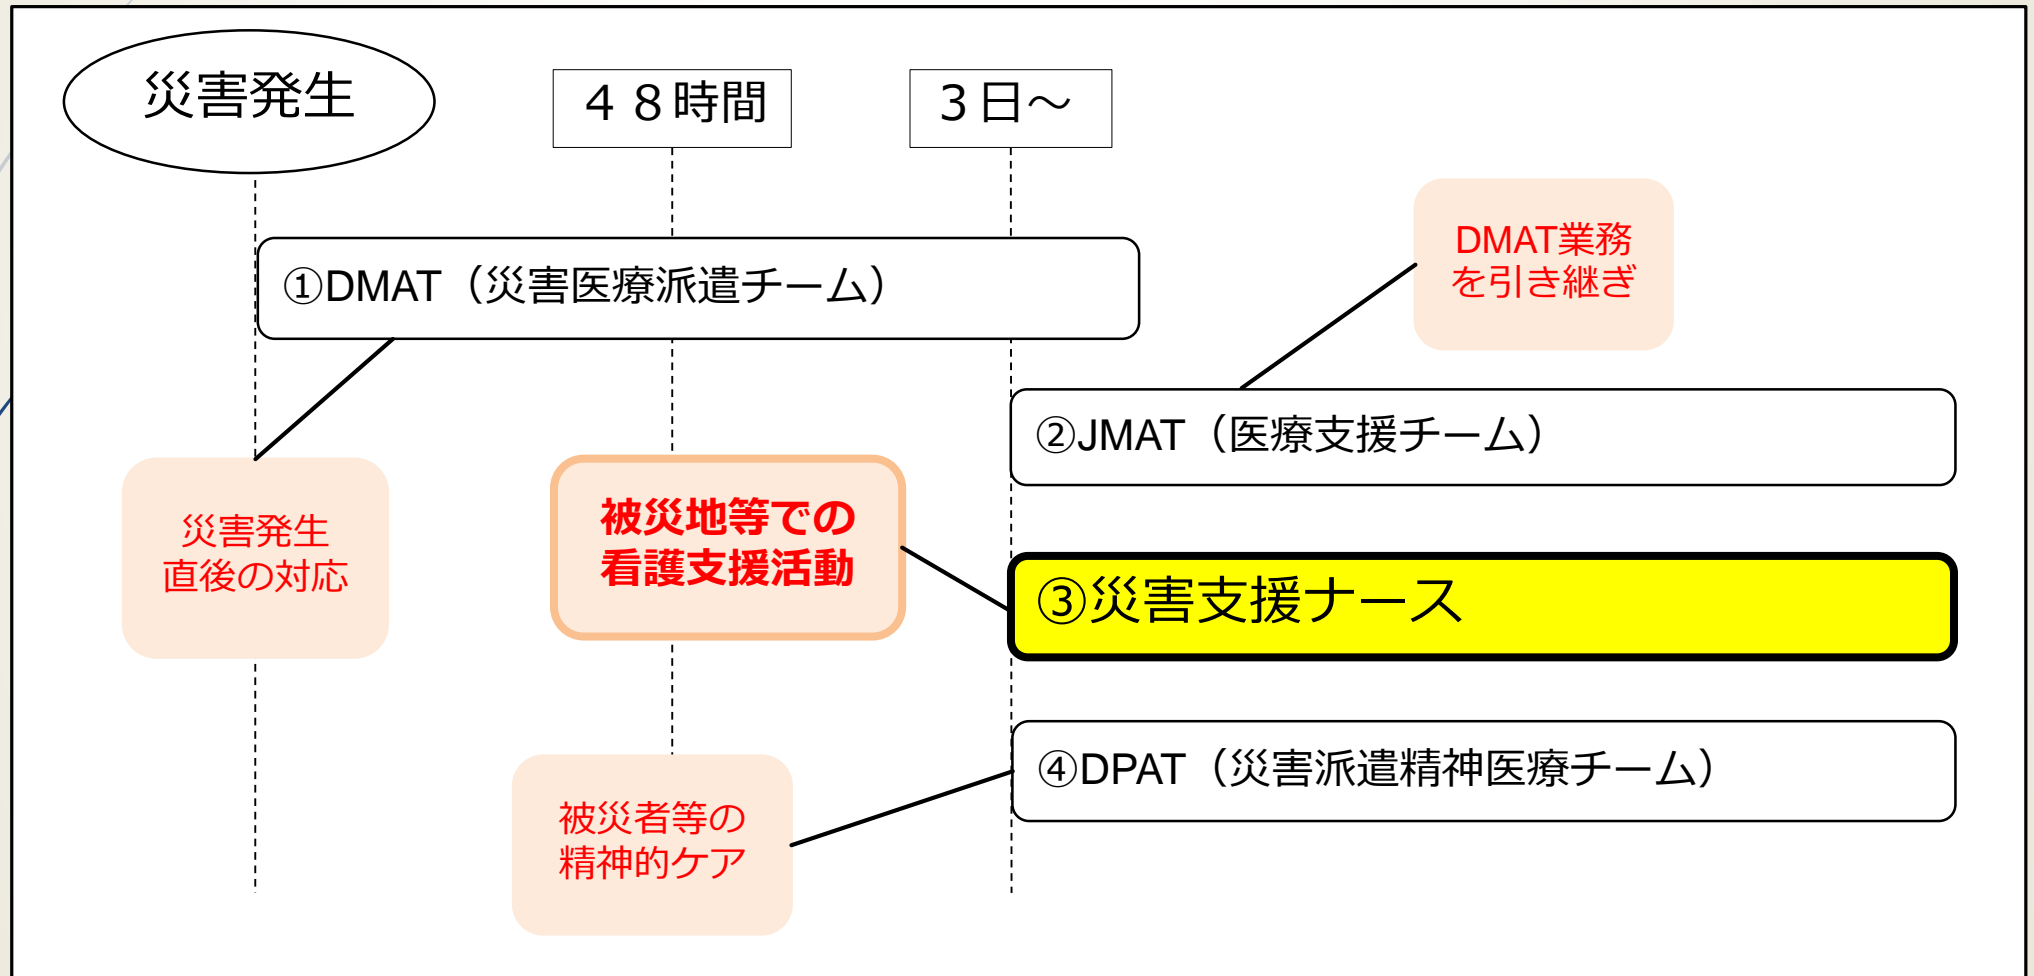 災害発生
４８時間
３日～
①DMAT（災害医療派遣チーム）
DMAT業務
を引き継ぎ
②JMAT（医療支援チーム）
災害発生
直後の対応
被災地等での
看護支援活動
③災害支援ナース
④DPAT（災害派遣精神医療チーム）
被災者等の
精神的ケア